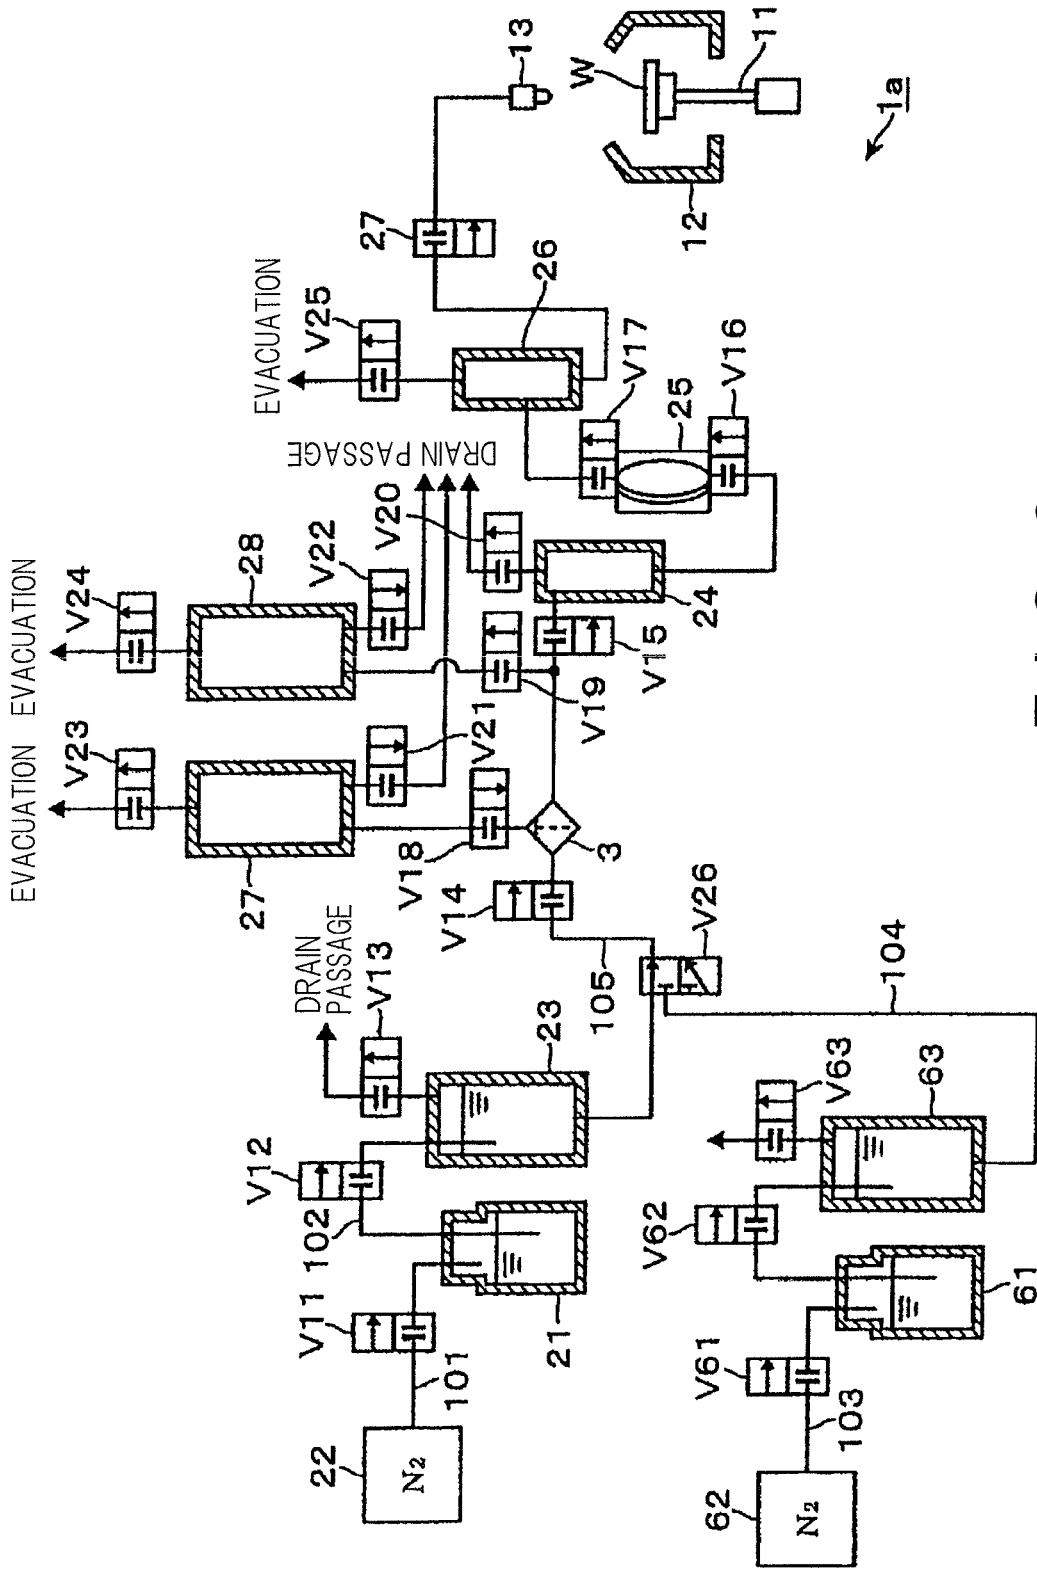 EVACUATION
EVACUATION
V23
V24
27
28
V21
V22
V18
V19
V20
DRAIN PASSAGE
EVACUATION
V25
26
27
13
W
11
12
1a
V17
25
V16
24
V15
3
V14
V26
105
104
DRAIN
PASSAGE
V13
23
V12
102
V11
101
21
22
N2
V63
63
V62
61
V61
103
62
N2